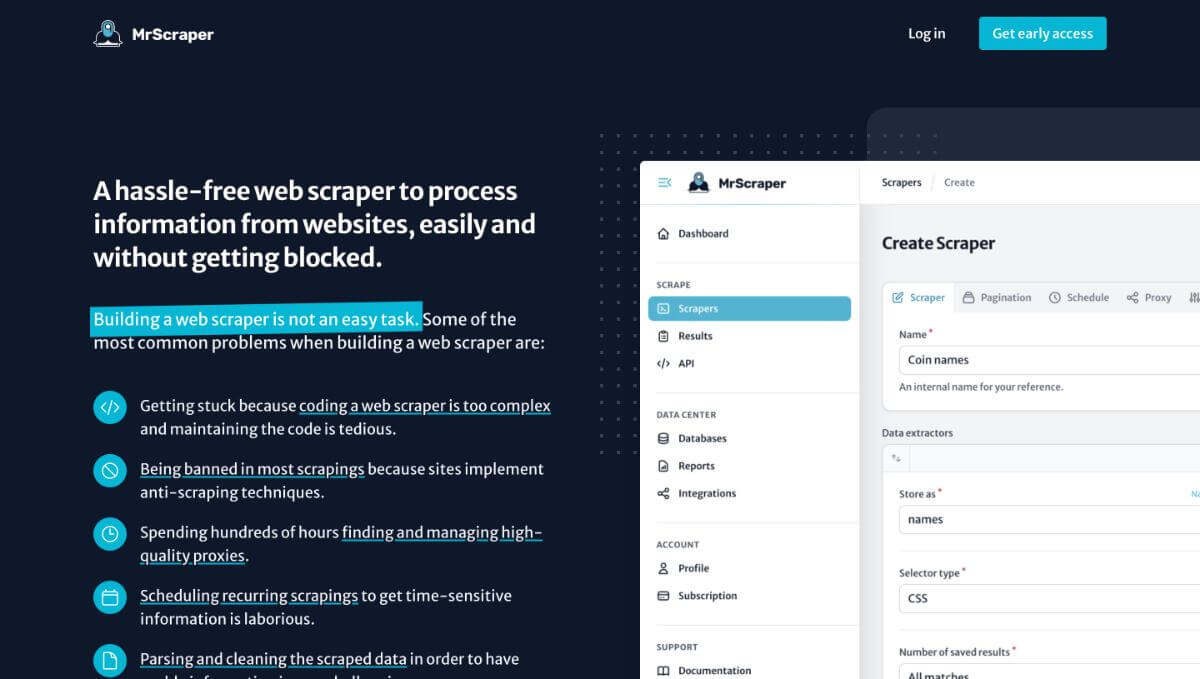 MrScraper
Log in
Get early access
A hassle-free web scraper to process
information from websites, easily and
without getting blocked.
Building a web scraper is not an easy task. Some of the
most common problems when building a web scraper are:
Getting stuck because coding a web scraper is too complex
and maintaining the code is tedious.
Being banned in most scrapings because sites implement
anti-scraping techniques.
Spending hundreds of hours finding and managing high-
quality proxies.
Scheduling recurring scrapings to get time-sensitive
information is laborious.
Parsing and cleaning the scraped data in order to have
MrScraper
Dashboard
SCRAPE
Scrapers
Results
API
DATA CENTER
Databases
Reports
Integrations
ACCOUNT
Profile
Subscription
SUPPORT
Documentation
Scrapers
Create
Create Scraper
Scraper
Pagination
Schedule
Proxy
Name*
Coin names
An internal name for your reference.
Data extractors
Store as*
names
Selector type*
CSS
Number of saved results*
All matches